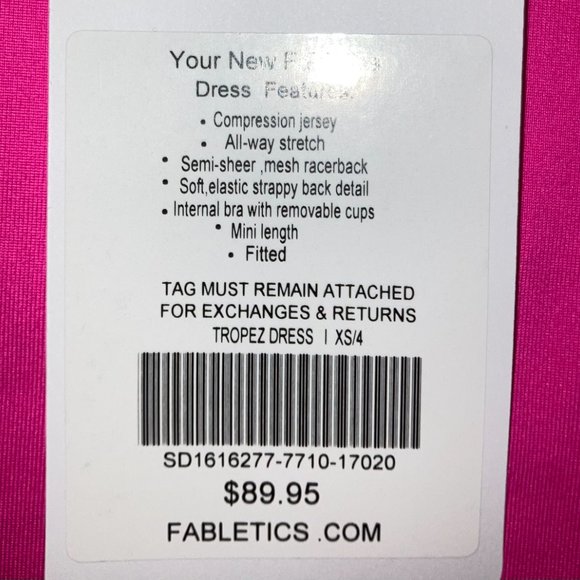 Your New
Dress Features:
• Compression jersey
• All-way stretch
• Semi-sheer ,mesh racerback
• Soft,elastic strappy back detail
• Internal bra with removable cups
• Mini length
• Fitted
TAG MUST REMAIN ATTACHED
FOR EXCHANGES & RETURNS
TROPEZ DRESS | XS/4
SD1616277-7710-17020
$89.95
FABLETICS .COM